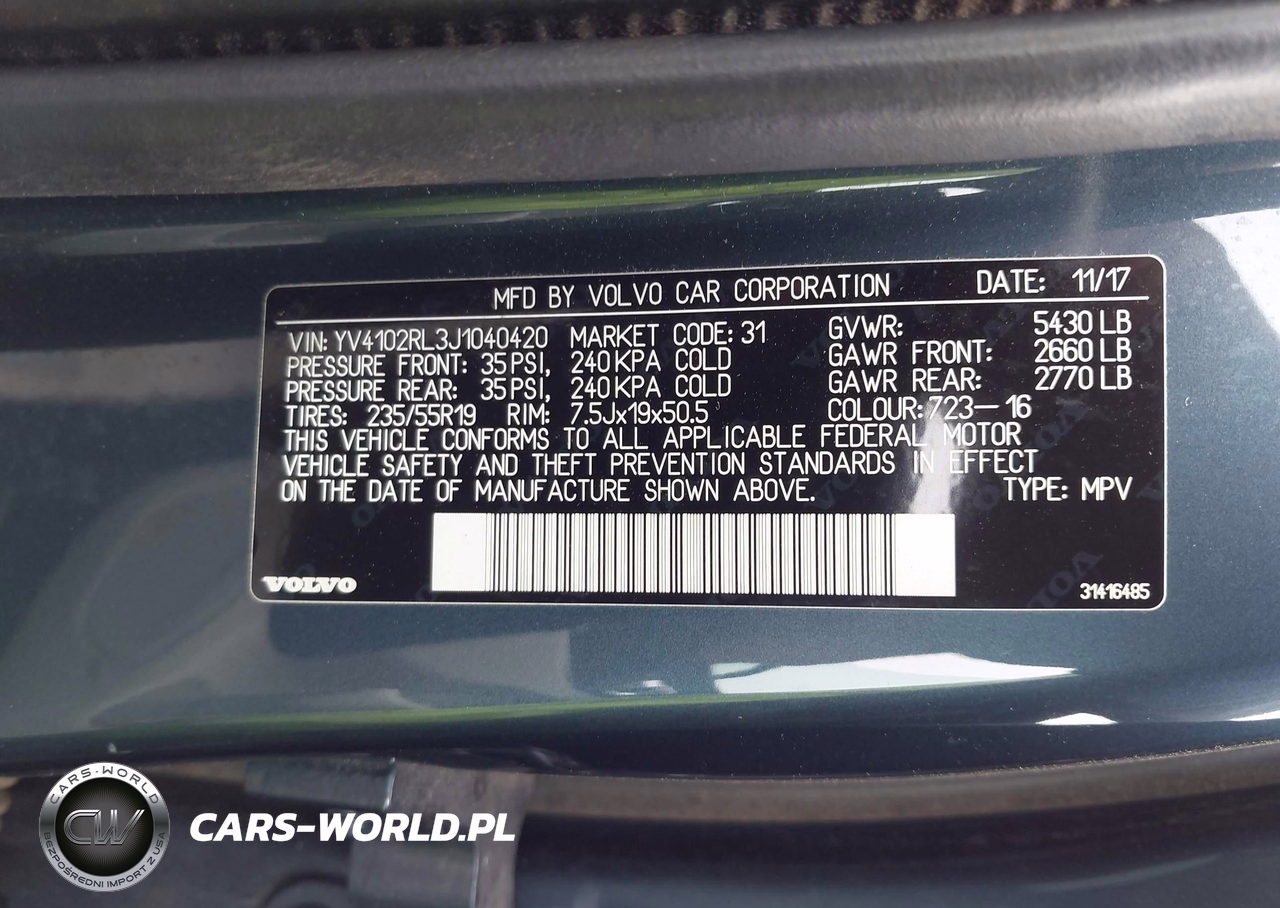 MFD BY VOLVO CAR CORPORATION DATE: 11/17
VIN: YV4102RL3J1040420 MARKET CODE: 31 GVWR: 5430 LB
PRESSURE FRONT: 35 PSI, 240 KPA COLD GAWR FRONT: 2660 LB
PRESSURE REAR: 35 PSI, 240 KPA COLD GAWR REAR: 2770 LB
TIRES: 235/55R19 RIM: 7.5Jx19x50.5 COLOUR: 723-16
THIS VEHICLE CONFORMS TO ALL APPLICABLE FEDERAL MOTOR
VEHICLE SAFETY AND THEFT PREVENTION STANDARDS IN EFFECT
ON THE DATE OF MANUFACTURE SHOWN ABOVE. TYPE: MPV
VOLVO
31416485
CARS-WORLD
CW
BEZPOŚREDNI IMPORT Z USA
CARS-WORLD.PL